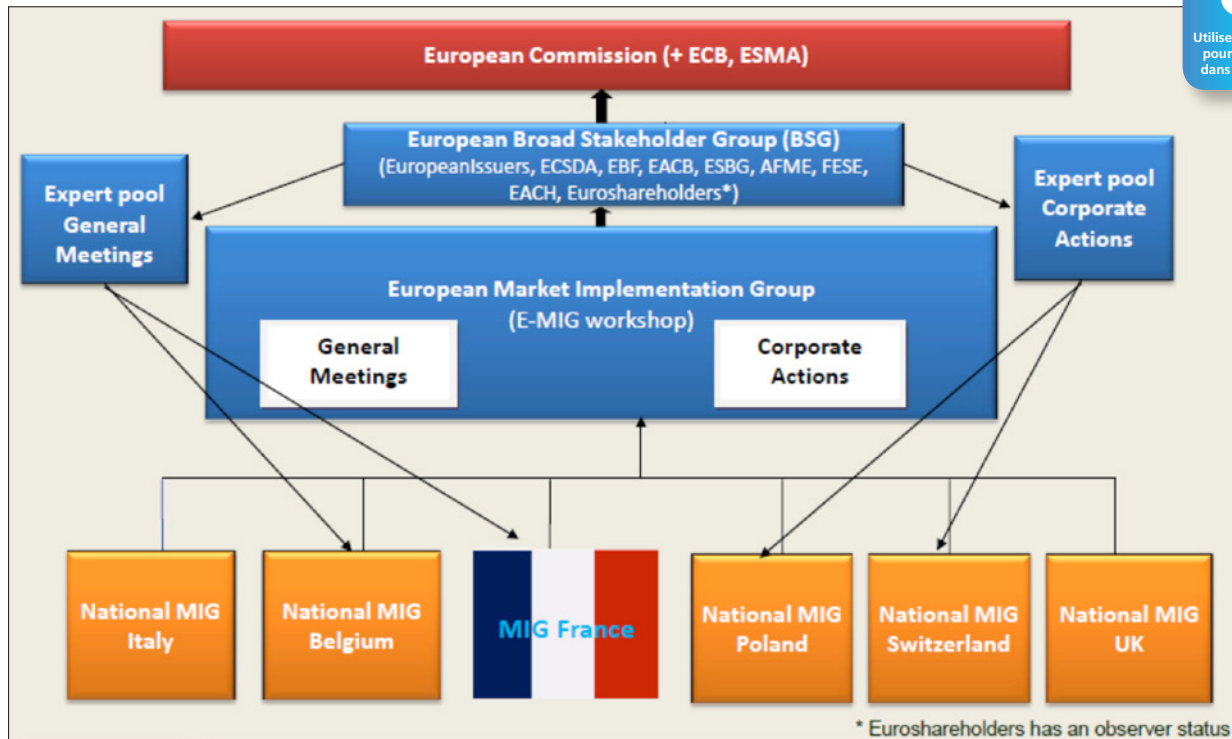 Utilise
pour
dans
European Commission (+ ECB, ESMA)
European Broad Stakeholder Group (BSG)
(EuropeanIssuers, ECSDA, EBF, EACB, ESBG, AFME, FESE,
EACH, Euroshareholders*)
Expert pool
General
Meetings
Expert pool
Corporate
Actions
European Market Implementation Group
(E-MIG workshop)
General
Meetings
Corporate
Actions
National MIG
Italy
National MIG
Belgium
MIG France
National MIG
Poland
National MIG
Switzerland
National MIG
UK
* Euroshareholders has an observer status